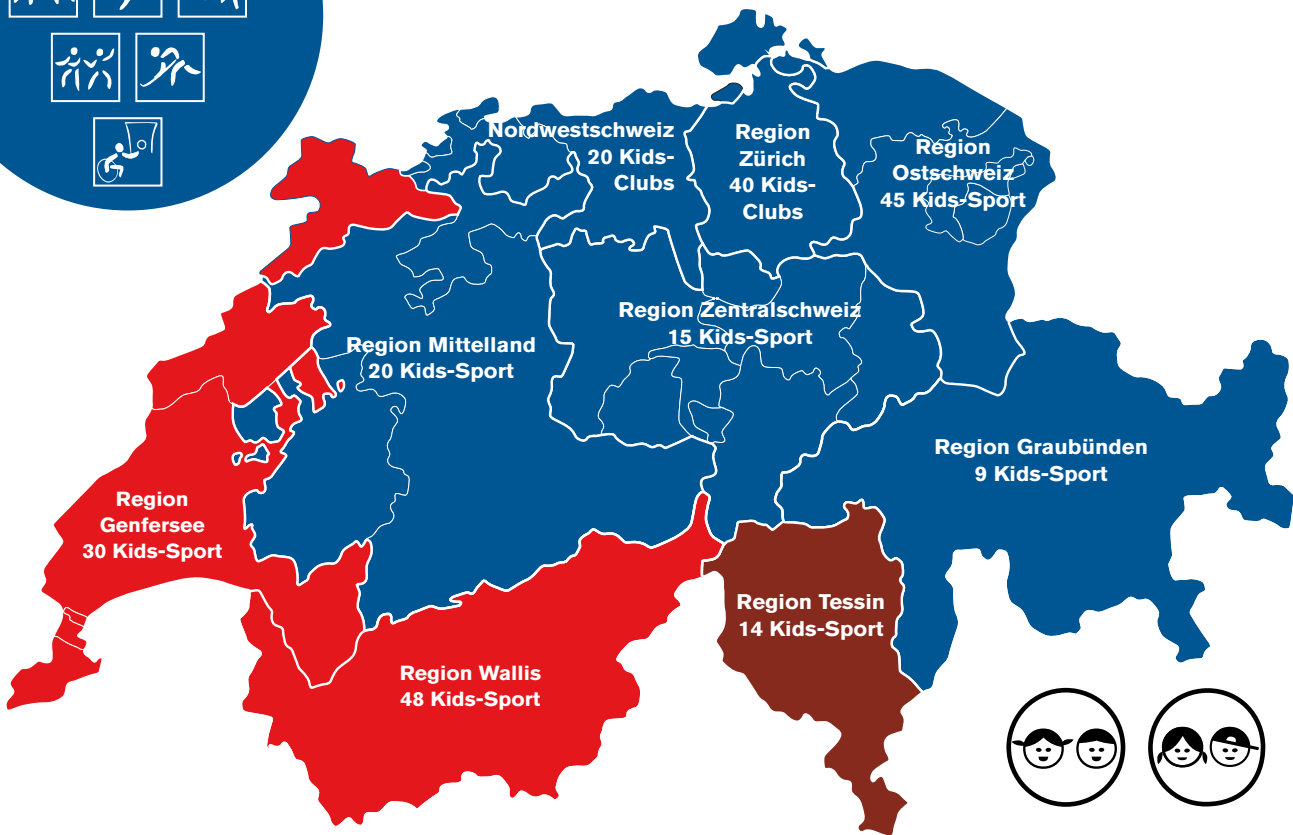 Nordwestschweiz
20 Kids-
Clubs
Region
Zürich
40 Kids-
Clubs
Region
Ostschweiz
45 Kids-Sport
Region Zentralschweiz
15 Kids-Sport
Region Mittelland
20 Kids-Sport
Region Graubünden
9 Kids-Sport
Region
Genfersee
30 Kids-Sport
Region Tessin
14 Kids-Sport
Region Wallis
48 Kids-Sport